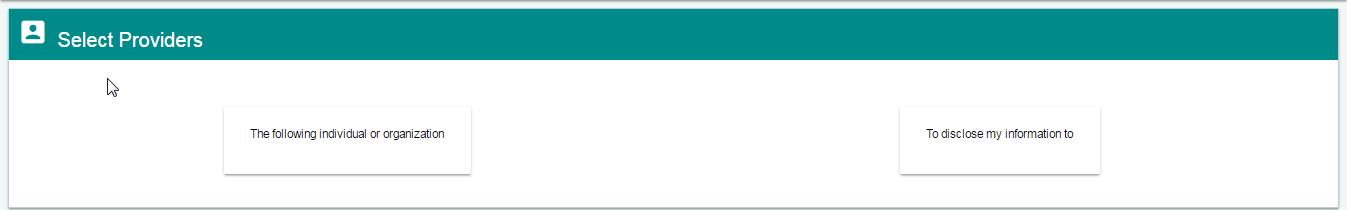 Select Providers
The following individual or organization
To disclose my information to